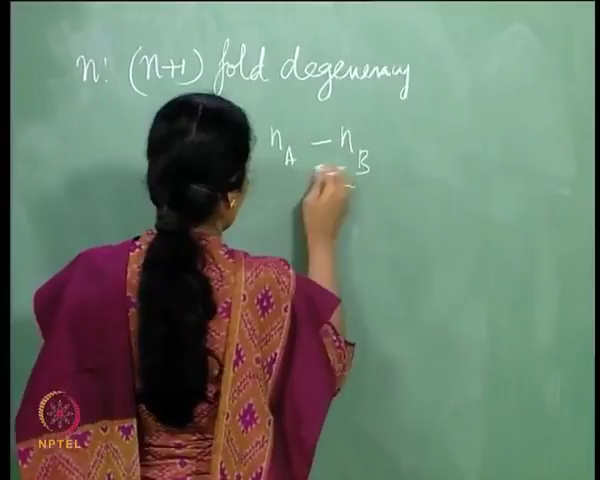 n: (n+1) fold degeneracy
n_A - n_B
NPTEL